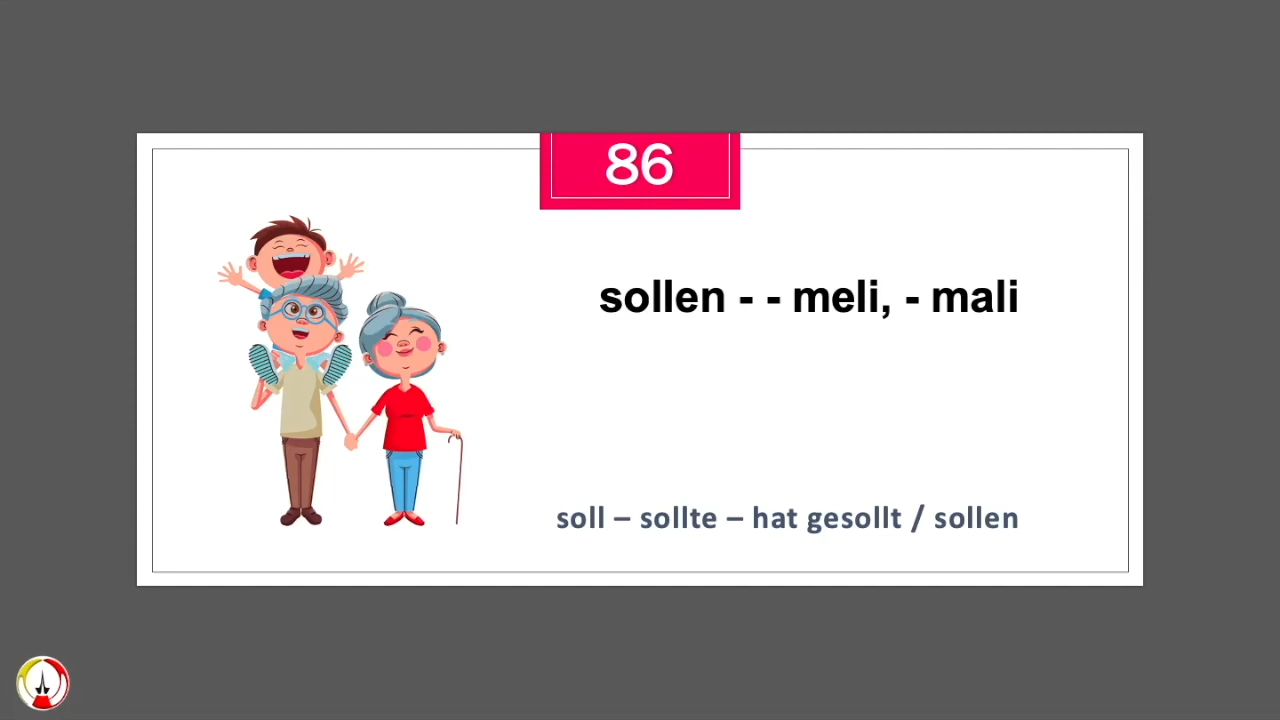 86
sollen - - meli, - mali
soll – sollte – hat gesollt / sollen